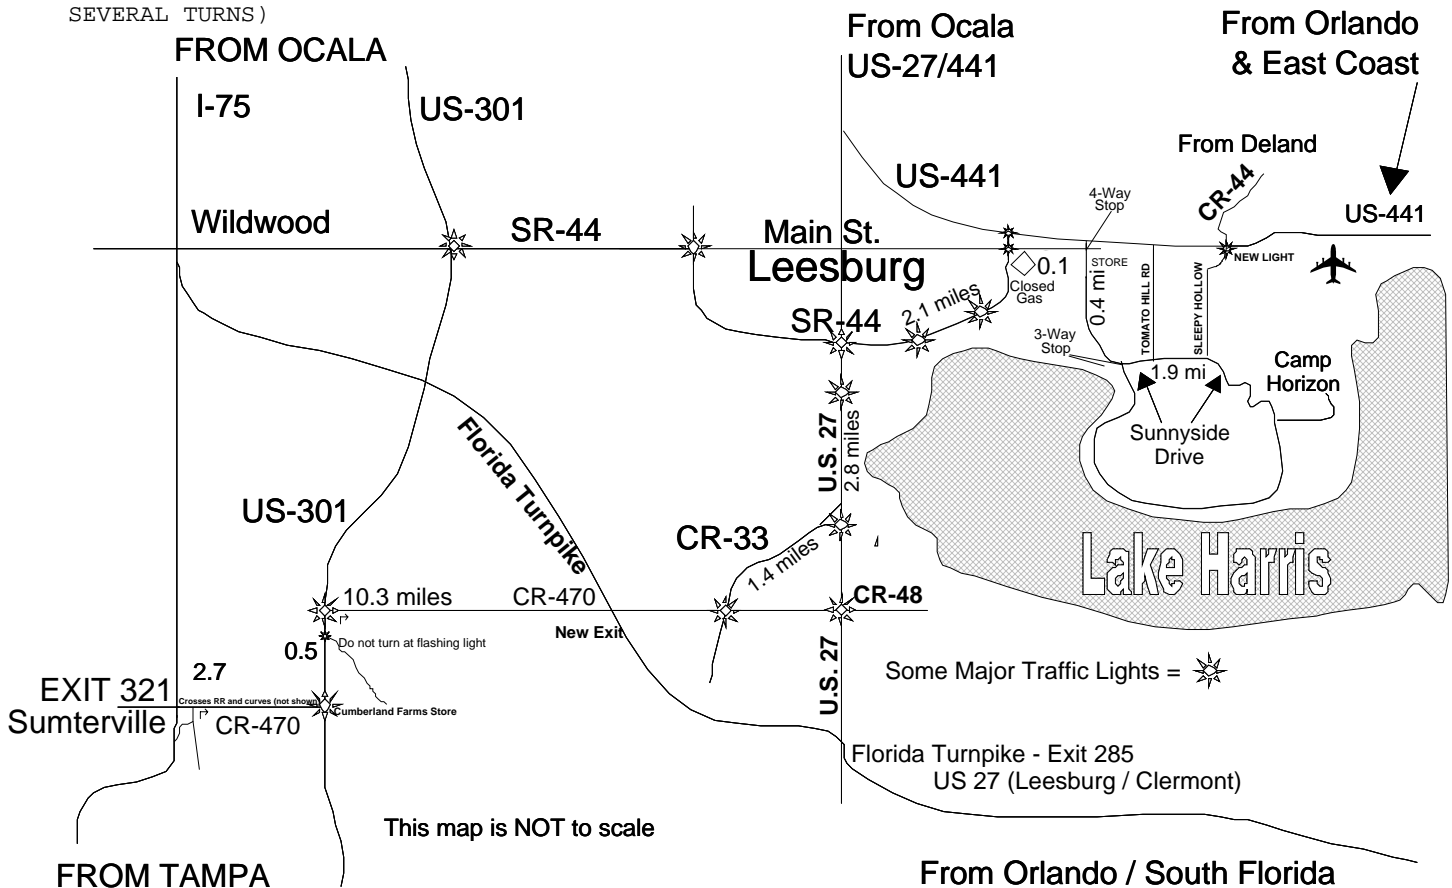 SEVERAL TURNS)
FROM OCALA
From Ocala
US-27/441
From Orlando
& East Coast
I-75
US-301
From Deland
CR-44
US-441
4-Way
Stop
US-441
Wildwood
SR-44
Main St.
Leesburg
NEW LIGHT
STORE
0.1
Closed
Gas
0.4 mi
TOMATO HILL RD
SLEEPY HOLLOW
2.1 miles
SR-44
3-Way
Stop
1.9 mi
Camp
Horizon
Sunnyside
Drive
U.S. 27
2.8 miles
Florida Turnpike
US-301
CR-33
1.4 miles
Lake Harris
10.3 miles
CR-470
CR-48
New Exit
Do not turn at flashing light
0.5
2.7
U.S. 27
Some Major Traffic Lights =
EXIT 321
Sumterville
Crosses RR and curves (not shown)
Cumberland Farms Store
CR-470
Florida Turnpike - Exit 285
US 27 (Leesburg / Clermont)
This map is NOT to scale
FROM TAMPA
From Orlando / South Florida